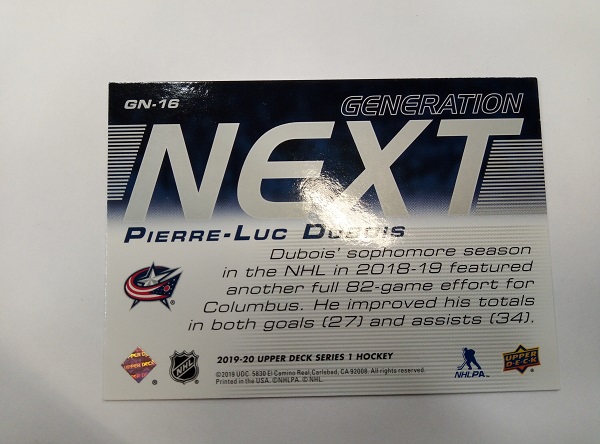 GN-16
GENERATION
NEXT
PIERRE-LUC DUBOIS
Dubois' sophomore season
in the NHL in 2018-19 featured
another full 82-game effort for
Columbus. He improved his totals
in both goals (27) and assists (34).
2019-20 UPPER DECK SERIES 1 HOCKEY
©2019 UDC. 5830 El Camino Real, Carlsbad, CA 92008. All rights reserved.
Printed in the USA. ©NHLPA. © NHL.
UPPER DECK
NHL
NHLPA
UPPER
DECK